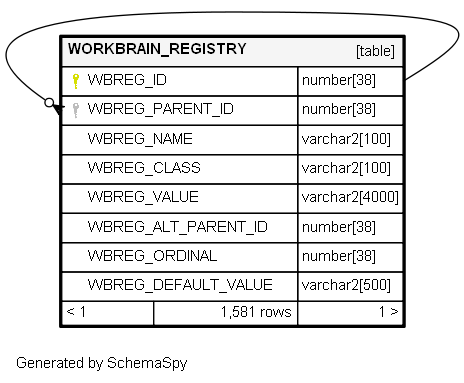 WORKBRAIN_REGISTRY [table]
WBREG_ID number[38]
WBREG_PARENT_ID number[38]
WBREG_NAME varchar2[100]
WBREG_CLASS varchar2[100]
WBREG_VALUE varchar2[4000]
WBREG_ALT_PARENT_ID number[38]
WBREG_ORDINAL number[38]
WBREG_DEFAULT_VALUE varchar2[500]
< 1 1,581 rows 1 >
Generated by SchemaSpy